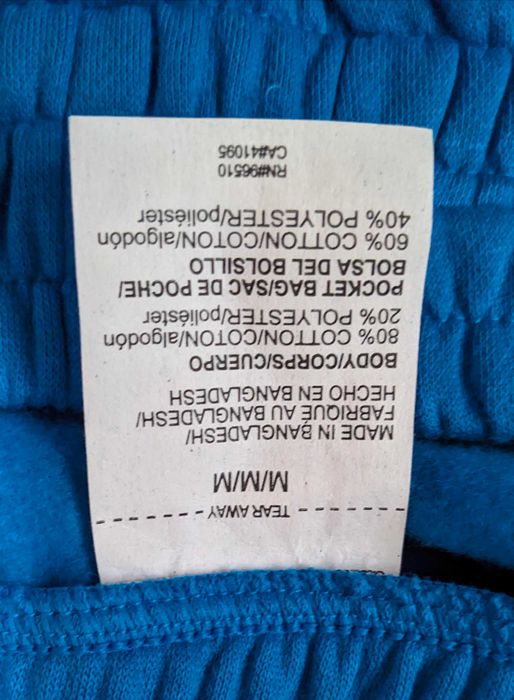 TEAR AWAY
M/M/M
MADE IN BANGLADESH/
FABRIQUÉ AU BANGLADESH/
HECHO EN BANGLADESH
BODY/CORPS/CUERPO
80% COTTON/COTON/algodón
20% POLYESTER/poliéster
POCKET BAG/SAC DE POCHE/
BOLSA DEL BOLSILLO
60% COTTON/COTON/algodón
40% POLYESTER/poliéster
RN#96510
CA#41095